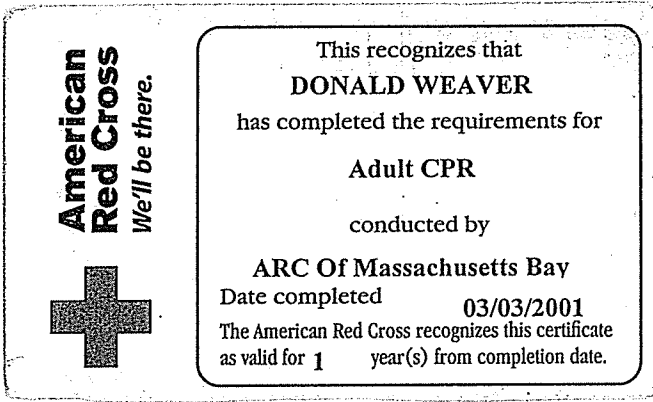 American
Red Cross
We'll be there.
This recognizes that
DONALD WEAVER
has completed the requirements for
Adult CPR
conducted by
ARC Of Massachusetts Bay
Date completed 03/03/2001
The American Red Cross recognizes this certificate
as valid for 1 year(s) from completion date.